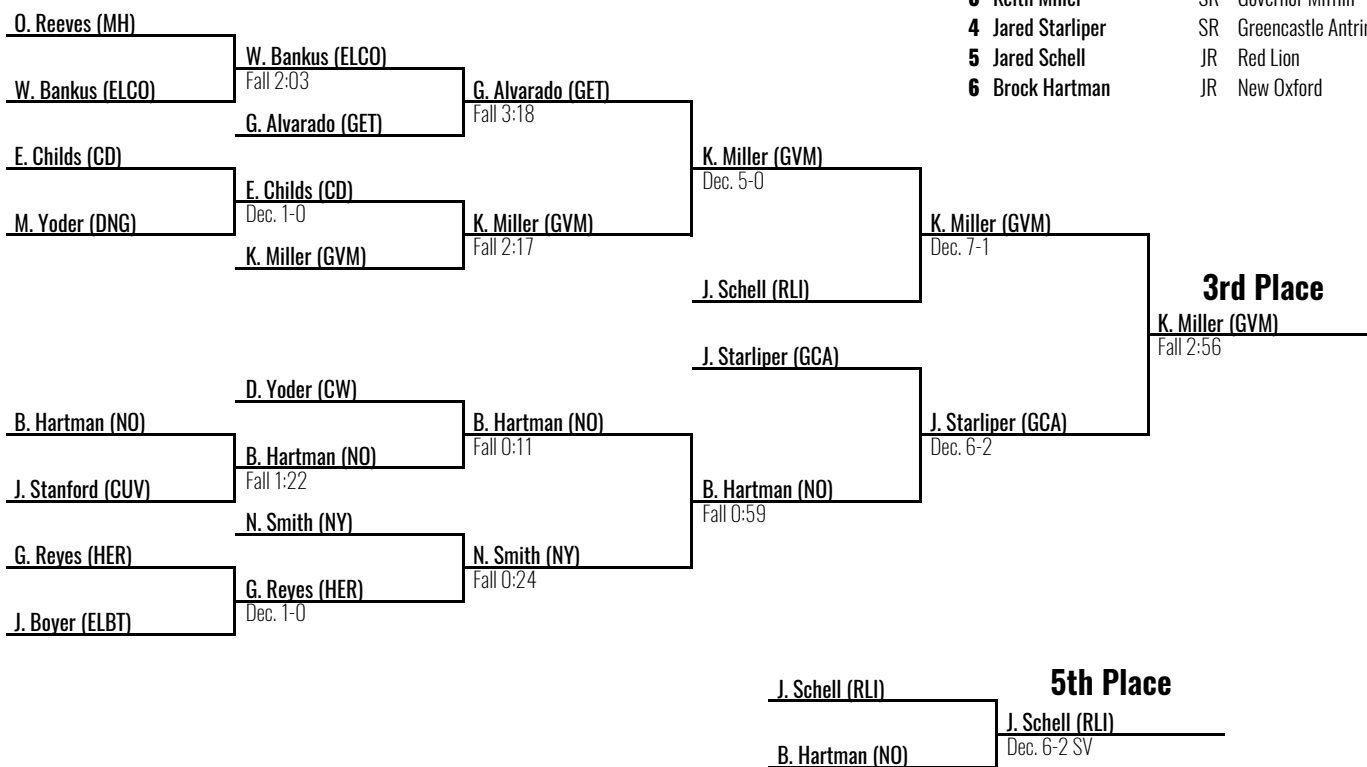 3 Keith Miller SR Governor Mifflin
4 Jared Starliper SR Greencastle Antrim
5 Jared Schell JR Red Lion
6 Brock Hartman JR New Oxford
O. Reeves (MH)
W. Bankus (ELCO)
Fall 2:03
W. Bankus (ELCO)
G. Alvarado (GET)
Fall 3:18
G. Alvarado (GET)
E. Childs (CD)
K. Miller (GVM)
Dec. 5-0
E. Childs (CD)
Dec. 1-0
M. Yoder (DNG)
K. Miller (GVM)
Fall 2:17
K. Miller (GVM)
Dec. 7-1
K. Miller (GVM)
J. Schell (RLI)
3rd Place
K. Miller (GVM)
Fall 2:56
J. Starliper (GCA)
D. Yoder (CW)
B. Hartman (NO)
B. Hartman (NO)
Fall 0:11
J. Starliper (GCA)
Dec. 6-2
B. Hartman (NO)
Fall 1:22
J. Stanford (CUV)
B. Hartman (NO)
Fall 0:59
N. Smith (NY)
G. Reyes (HER)
N. Smith (NY)
Fall 0:24
G. Reyes (HER)
Dec. 1-0
J. Boyer (ELBT)
5th Place
J. Schell (RLI)
J. Schell (RLI)
Dec. 6-2 SV
B. Hartman (NO)